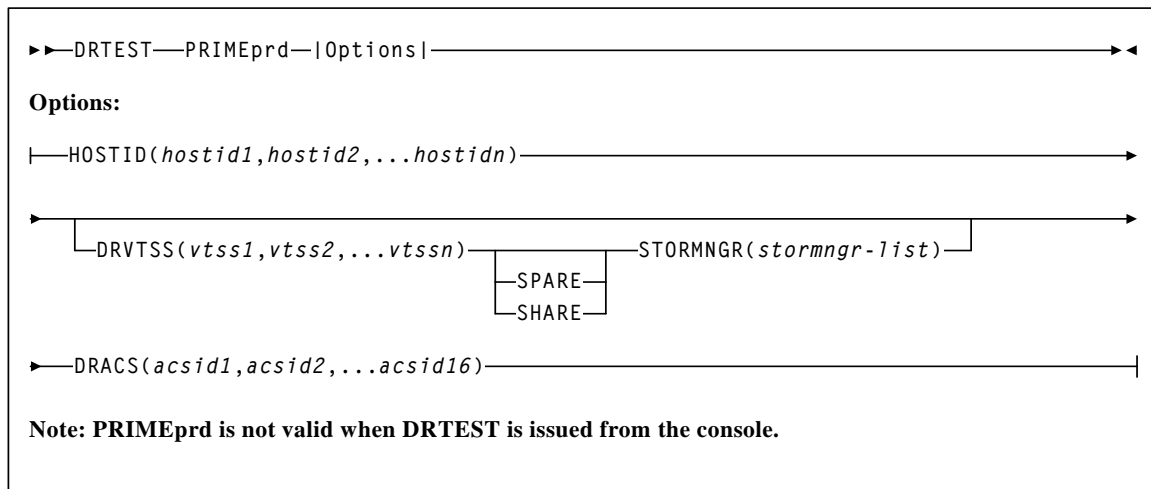 DRTEST PRIMEprd |Options|
Options:
HOSTID(hostid1,hostid2,...hostidn)
DRVTSS(vtss1,vtss2,...vtssn) STORMNGR(stormngr-list)
SPARE
SHARE
DRACS(acsid1,acsid2,...acsid16)
Note: PRIMEprd is not valid when DRTEST is issued from the console.